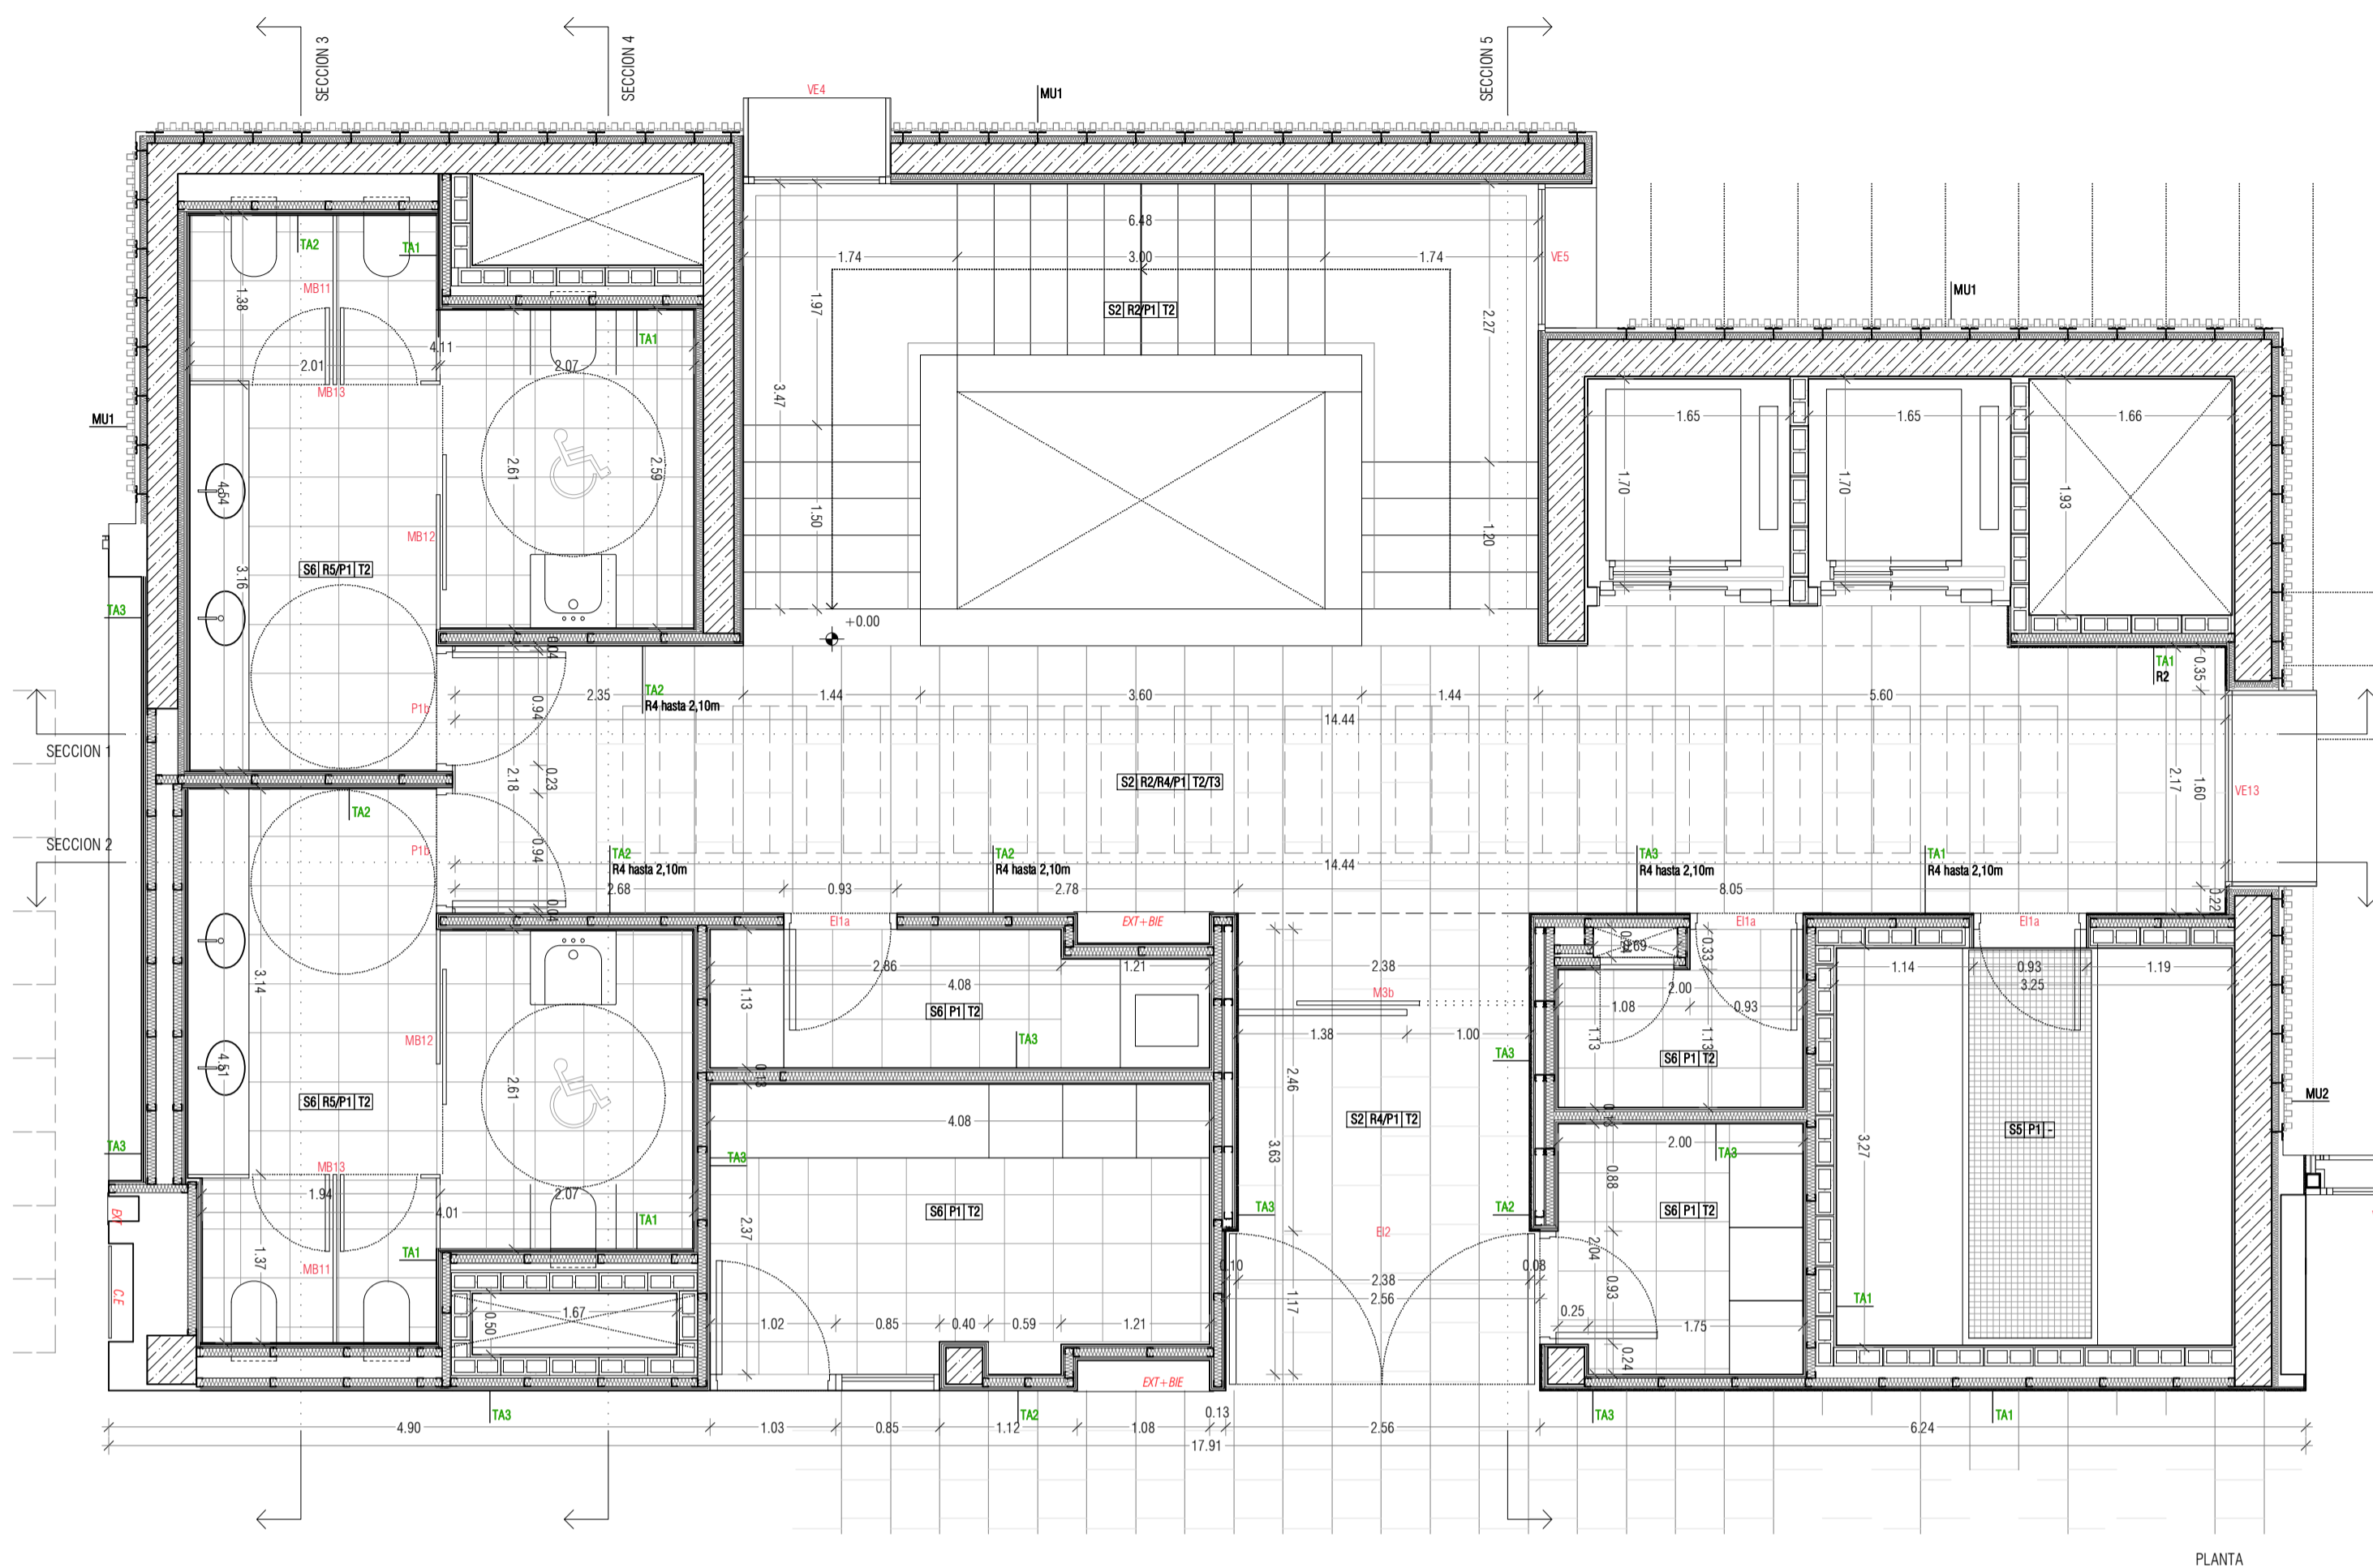 SECCION 3
SECCION 4
SECCION 5
VE4
MU1
6.48
1.74
3.00
1.74
VE5
TA2
TA1
MB11
1.38
1.97
S2 R2/P1 T2
2.27
MU1
TA1
4.11
2.01
2.07
MB13
3.47
MU1
1.65
1.65
1.66
4.54
2.61
2.59
1.70
1.70
1.93
1.50
1.20
MB12
S6 R5/P1 T2
3.16
TA3
+0.00
0.04
TA2
R4 hasta 2,10m
TA1
R2
0.35
2.35
1.44
3.60
1.44
5.60
P1b
0.94
14.44
SECCION 1
2.18
0.23
S2 R2/R4/P1 T2/T3
2.17
1.60
VE13
TA2
SECCION 2
P1b
0.94
TA2
R4 hasta 2,10m
TA2
R4 hasta 2,10m
14.44
TA3
R4 hasta 2,10m
TA1
R4 hasta 2,10m
2.68
0.93
2.78
8.05
0.04
0.22
EI1a
EXT+BIE
EI1a
EI1a
0.69
0.33
2.86
1.21
2.38
1.14
0.93
1.19
3.14
4.08
M3b
2.00
3.25
1.13
S6 P1 T2
1.08
0.93
1.38
1.00
MB12
TA3
TA3
1.13
1.13
S6 P1 T2
4.51
2.61
0.13
2.46
S6 R5/P1 T2
4.08
S2 R4/P1 T2
0.13
MU2
S5 P1 -
TA3
TA3
3.63
2.00
TA3
3.27
MB13
1.94
2.07
0.88
4.01
EXT
TA1
S6 P1 T2
TA3
TA2
S6 P1 T2
2.37
EI2
TA1
MB11
1.37
2.04
0.10
0.08
2.38
0.93
C.E
2.56
1.17
TA1
0.50
1.67
1.02
0.85
0.40
0.59
1.21
0.25
1.75
0.24
EXT+BIE
TA3
TA2
0.13
TA3
TA1
4.90
1.03
0.85
1.12
1.08
2.56
6.24
17.91
PLANTA